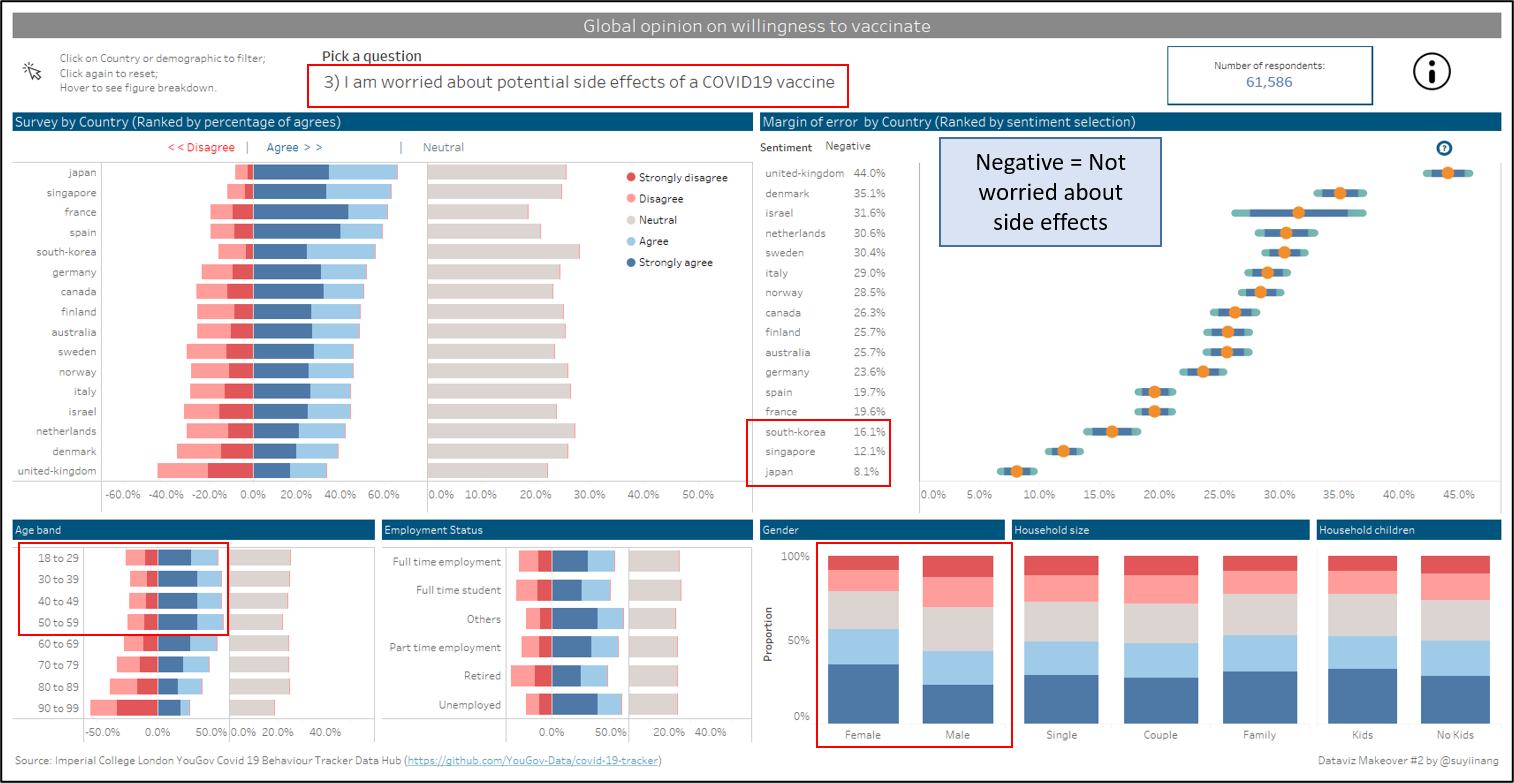 Global opinion on willingness to vaccinate
Click on Country or demographic to filter;
Click again to reset;
Hover to see figure breakdown.
Pick a question
3) I am worried about potential side effects of a COVID19 vaccine
Number of respondents:
61,586
Survey by Country (Ranked by percentage of agrees)
<< Disagree | Agree > > | Neutral
japan
singapore
france
spain
south-korea
germany
canada
finland
australia
sweden
norway
italy
israel
netherlands
denmark
united-kingdom
Strongly disagree
Disagree
Neutral
Agree
Strongly agree
-60.0% -40.0% -20.0% 0.0% 20.0% 40.0% 60.0% 0.0% 10.0% 20.0% 30.0% 40.0% 50.0%
Margin of error by Country (Ranked by sentiment selection)
Sentiment Negative
?
Negative = Not
worried about
side effects
united-kingdom 44.0%
denmark 35.1%
israel 31.6%
netherlands 30.6%
sweden 30.4%
italy 29.0%
norway 28.5%
canada 26.3%
finland 25.7%
australia 25.7%
germany 23.6%
spain 19.7%
france 19.6%
south-korea 16.1%
singapore 12.1%
japan 8.1%
0.0% 5.0% 10.0% 15.0% 20.0% 25.0% 30.0% 35.0% 40.0% 45.0%
Age band
18 to 29
30 to 39
40 to 49
50 to 59
60 to 69
70 to 79
80 to 89
90 to 99
-50.0% 0.0% 50.0% 0.0% 20.0% 40.0%
Employment Status
Full time employment
Full time student
Others
Part time employment
Retired
Unemployed
0.0% 50.0% 0.0% 20.0% 40.0%
Gender
Household size
Household children
Proportion
100%
50%
0%
Female Male Single Couple Family Kids No Kids
Source: Imperial College London YouGov Covid 19 Behaviour Tracker Data Hub (https://github.com/YouGov-Data/covid-19-tracker)
Dataviz Makeover #2 by @suyiinang